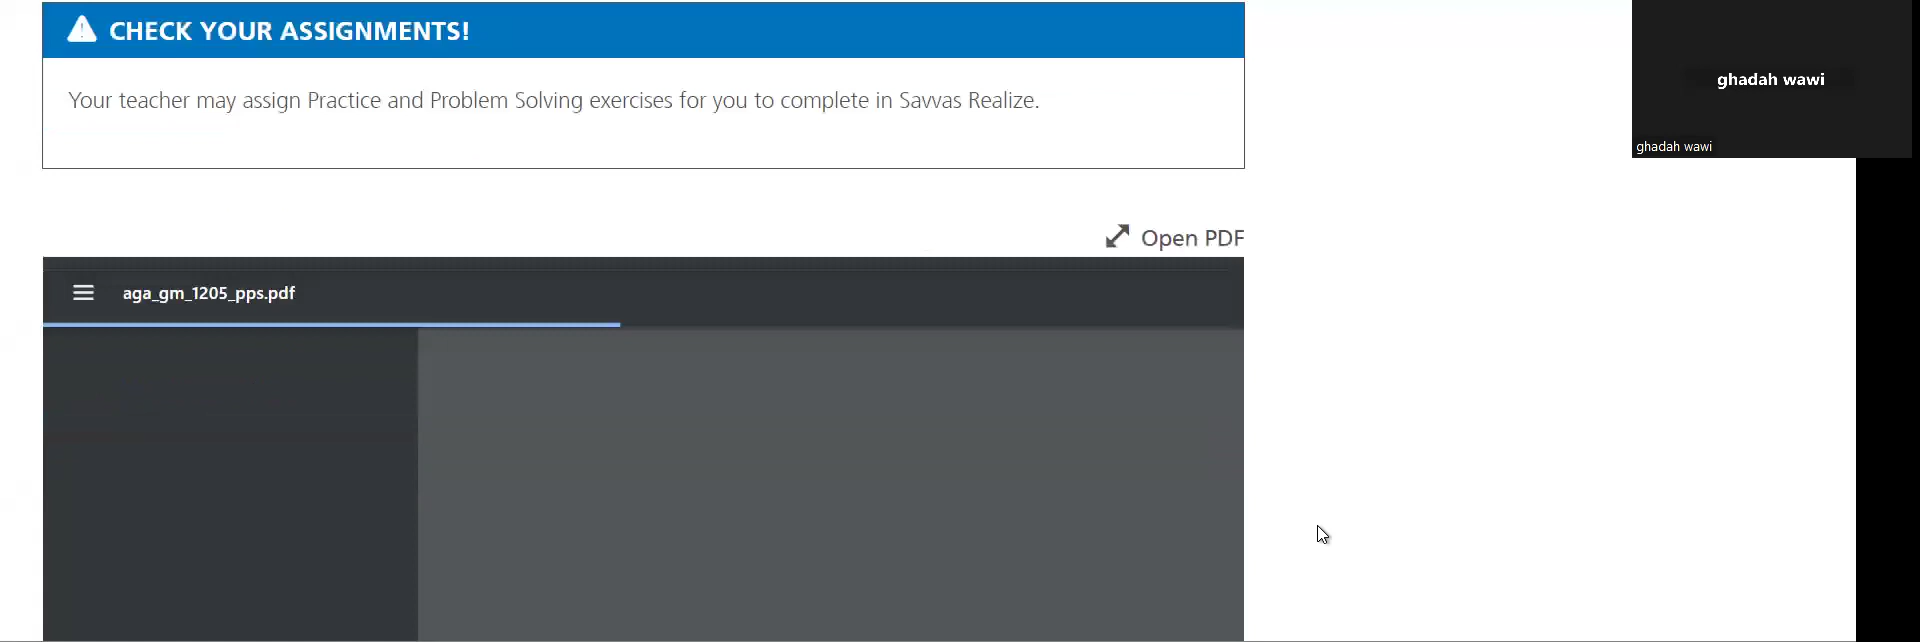 CHECK YOUR ASSIGNMENTS!
Your teacher may assign Practice and Problem Solving exercises for you to complete in Savvas Realize.
Open PDF
aga_gm_1205_pps.pdf
ghadah wawi
ghadah wawi